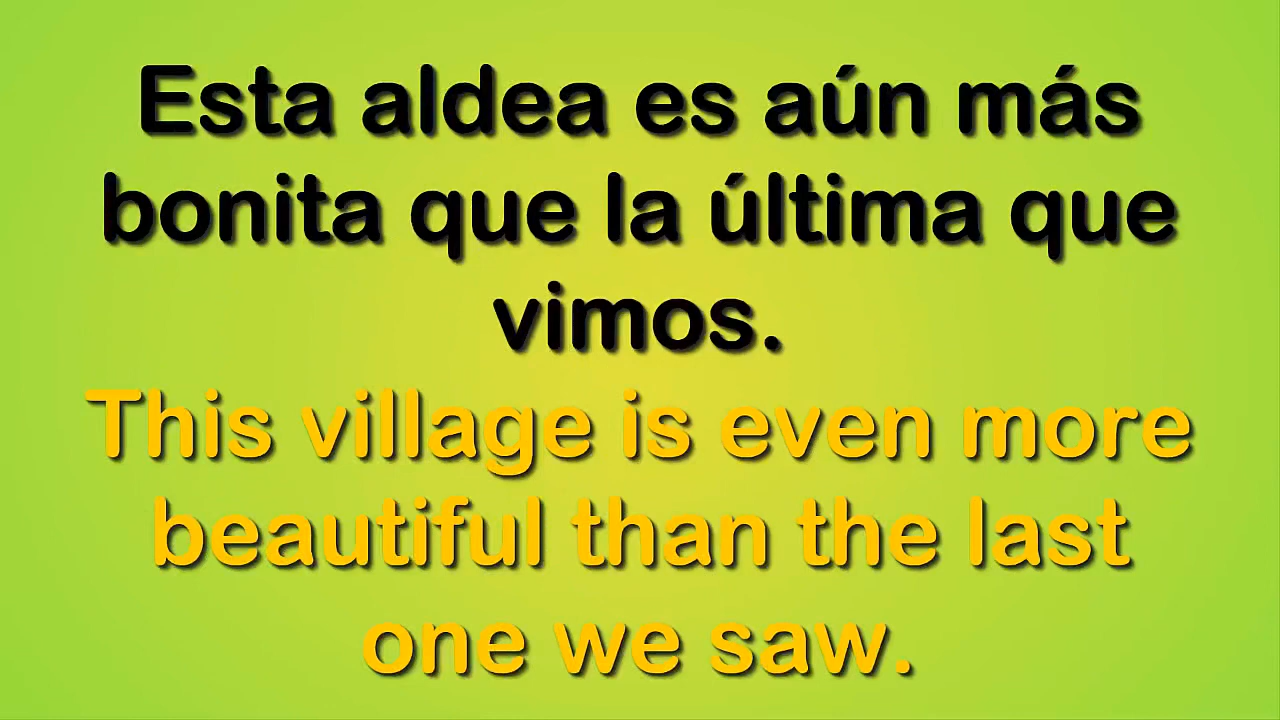 Esta aldea es aún más
bonita que la última que
vimos.
This village is even more
beautiful than the last
one we saw.